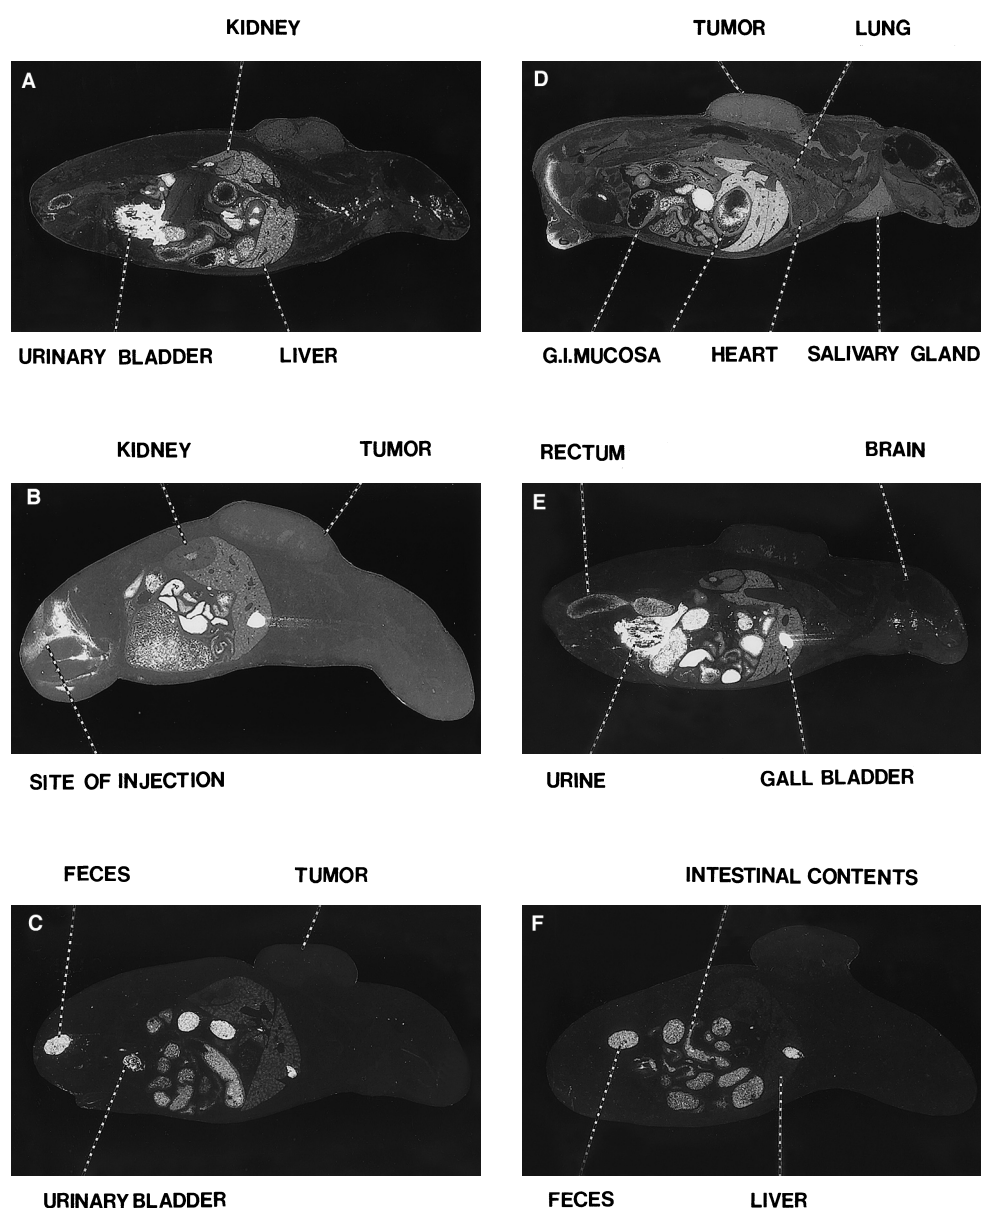 KIDNEY
A
URINARY BLADDER LIVER
TUMOR LUNG
D
G.I.MUCOSA HEART SALIVARY GLAND
KIDNEY TUMOR
B
SITE OF INJECTION
RECTUM BRAIN
E
URINE GALL BLADDER
FECES TUMOR
C
URINARY BLADDER
INTESTINAL CONTENTS
F
FECES LIVER